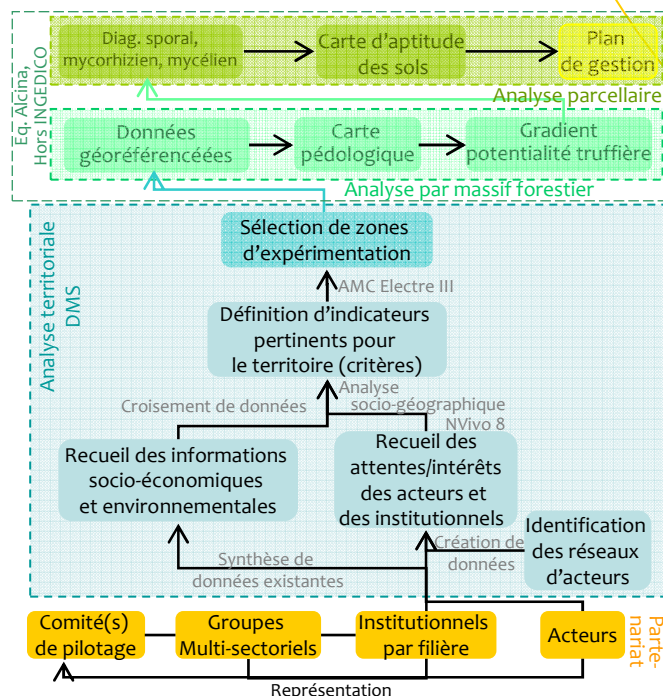 Eq. Alcina,
Hors INGEDICO
Diag. sporal,
mycorhizien, mycélien
Carte d'aptitude
des sols
Plan
de gestion
Analyse parcellaire
Données
géoréférencéées
Carte
pédologique
Gradient
potentialité truffière
Analyse par massif forestier
Analyse territoriale
DMS
Sélection de zones
d'expérimentation
AMC Electre III
Définition d'indicateurs
pertinents pour
le territoire (critères)
Croisement de données
Analyse
socio-géographique
NVivo 8
Recueil des informations
socio-économiques
et environnementales
Recueil des
attentes/intérêts
des acteurs et
des institutionnels
Identification
des réseaux
d'acteurs
Synthèse de
données existantes
Création de
données
Comité(s)
de pilotage
Groupes
Multi-sectoriels
Institutionnels
par filière
Acteurs
Parte-
nariat
Représentation